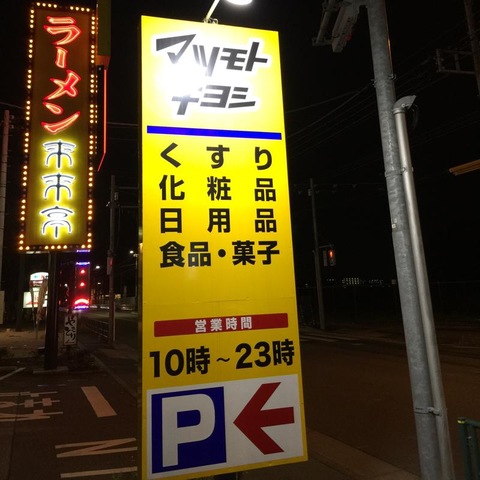 ラーメン
来来亭
マツモト
キヨシ
くすり
化粧品
日用品
食品・菓子
営業時間
10時～23時
P